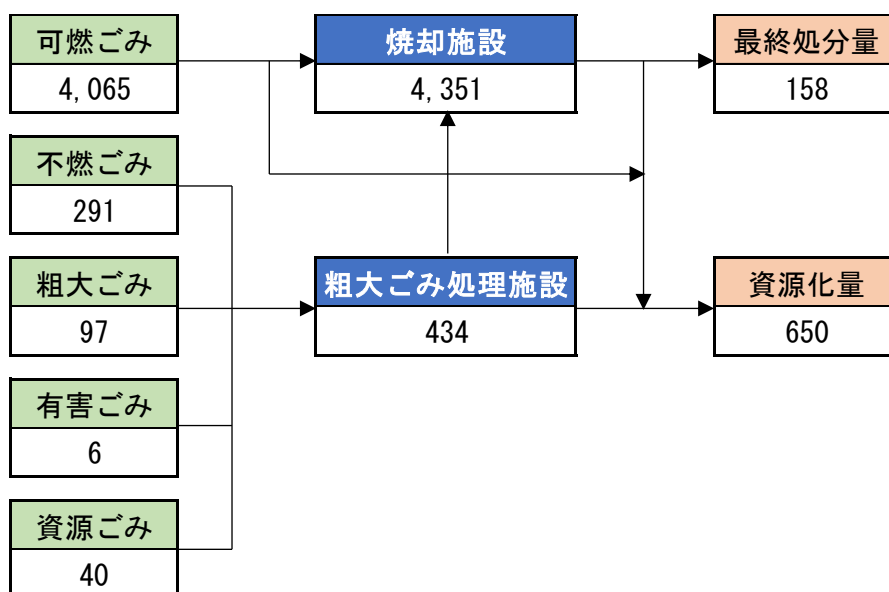 可燃ごみ
4,065
焼却施設
4,351
最終処分量
158
不燃ごみ
291
粗大ごみ
97
粗大ごみ処理施設
434
資源化量
650
有害ごみ
6
資源ごみ
40